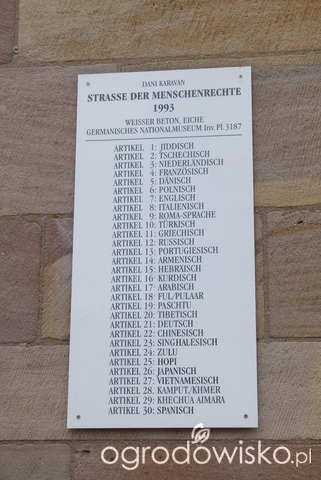 DANI KARAVAN
STRASSE DER MENSCHENRECHTE
1993
WEISSER BETON, EICHE
GERMANISCHES NATIONALMUSEUM Inv. Pl. 3187
ARTIKEL 1: JIDDISCH
ARTIKEL 2: TSCHECHISCH
ARTIKEL 3: NIEDERLÄNDISCH
ARTIKEL 4: FRANZÖSISCH
ARTIKEL 5: DÄNISCH
ARTIKEL 6: POLNISCH
ARTIKEL 7: ENGLISCH
ARTIKEL 8: ITALIENISCH
ARTIKEL 9: ROMA-SPRACHE
ARTIKEL 10: TÜRKISCH
ARTIKEL 11: GRIECHISCH
ARTIKEL 12: RUSSISCH
ARTIKEL 13: PORTUGIESISCH
ARTIKEL 14: ARMENISCH
ARTIKEL 15: HEBRÄISCH
ARTIKEL 16: KURDISCH
ARTIKEL 17: ARABISCH
ARTIKEL 18: FUL/PULAAR
ARTIKEL 19: PASCHTU
ARTIKEL 20: TIBETISCH
ARTIKEL 21: DEUTSCH
ARTIKEL 22: CHINESISCH
ARTIKEL 23: SINGHALESISCH
ARTIKEL 24: ZULU
ARTIKEL 25: HOPI
ARTIKEL 26: JAPANISCH
ARTIKEL 27: VIETNAMESISCH
ARTIKEL 28: KAMPUT./KHMER
ARTIKEL 29: KHECHUA AIMARA
ARTIKEL 30: SPANISCH
ogrodowisko.pl